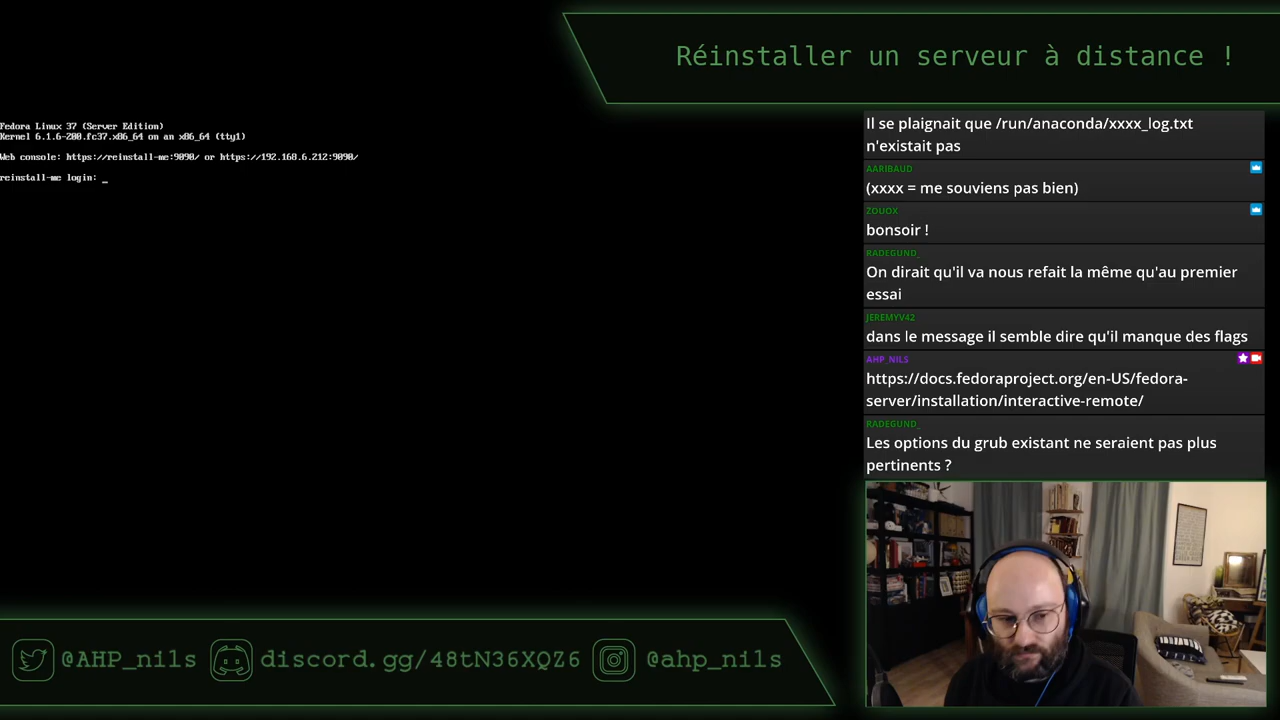 Réinstaller un serveur à distance !
Fedora Linux 37 (Server Edition)
Kernel 6.1.6-200.fc37.x86_64 on an x86_64 (tty1)
Web console: https://reinstall-me:9090/ or https://192.168.6.212:9090/
reinstall-me login: _
Il se plaignait que /run/anaconda/xxxx_log.txt
n'existait pas
AARIBAUD
(xxxx = me souviens pas bien)
ZOUOX
bonsoir !
RADEGUND_
On dirait qu'il va nous refait la même qu'au premier
essai
JEREMYV42
dans le message il semble dire qu'il manque des flags
AHP_NILS
https://docs.fedoraproject.org/en-US/fedora-
server/installation/interactive-remote/
RADEGUND_
Les options du grub existant ne seraient pas plus
pertinents ?
@AHP_nils
discord.gg/48tN36XQZ6
@ahp_nils